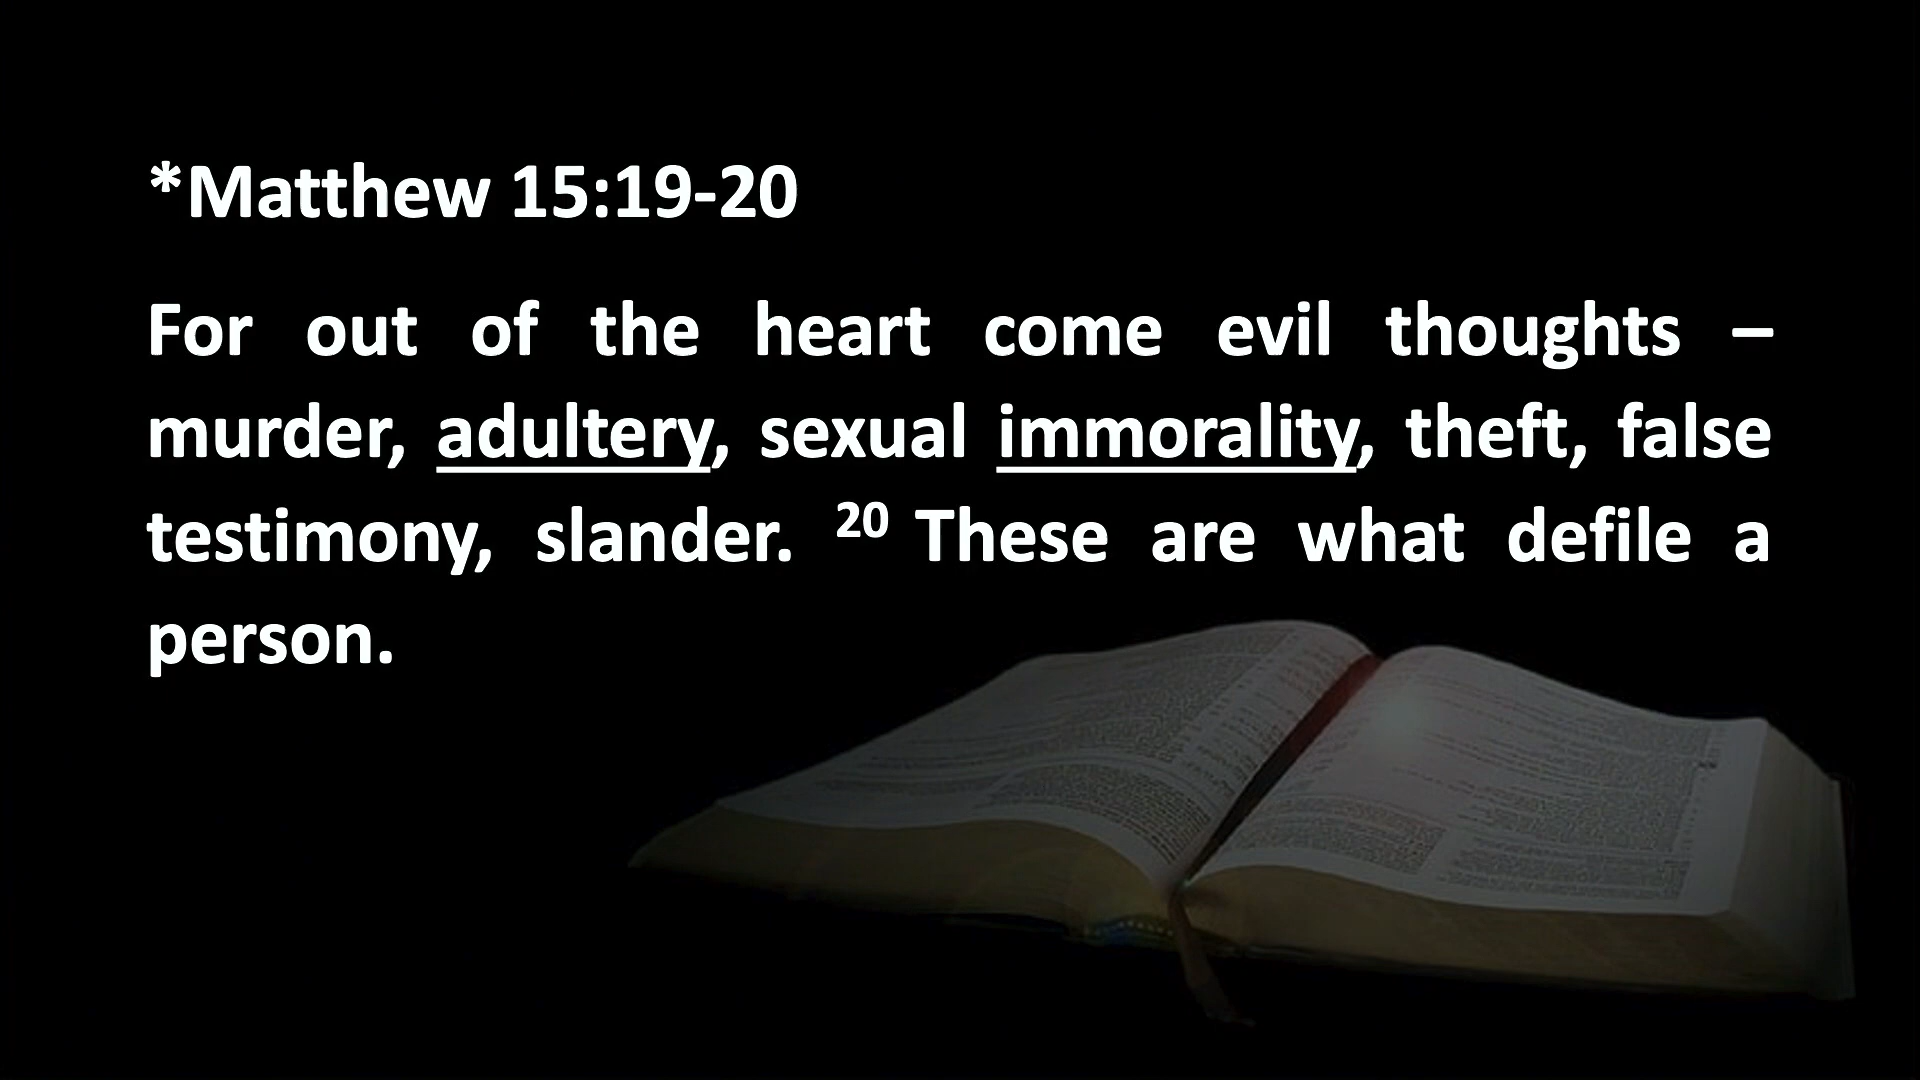 *Matthew 15:19-20
For out of the heart come evil thoughts –
murder, adultery, sexual immorality, theft, false
testimony, slander. ²⁰ These are what defile a
person.